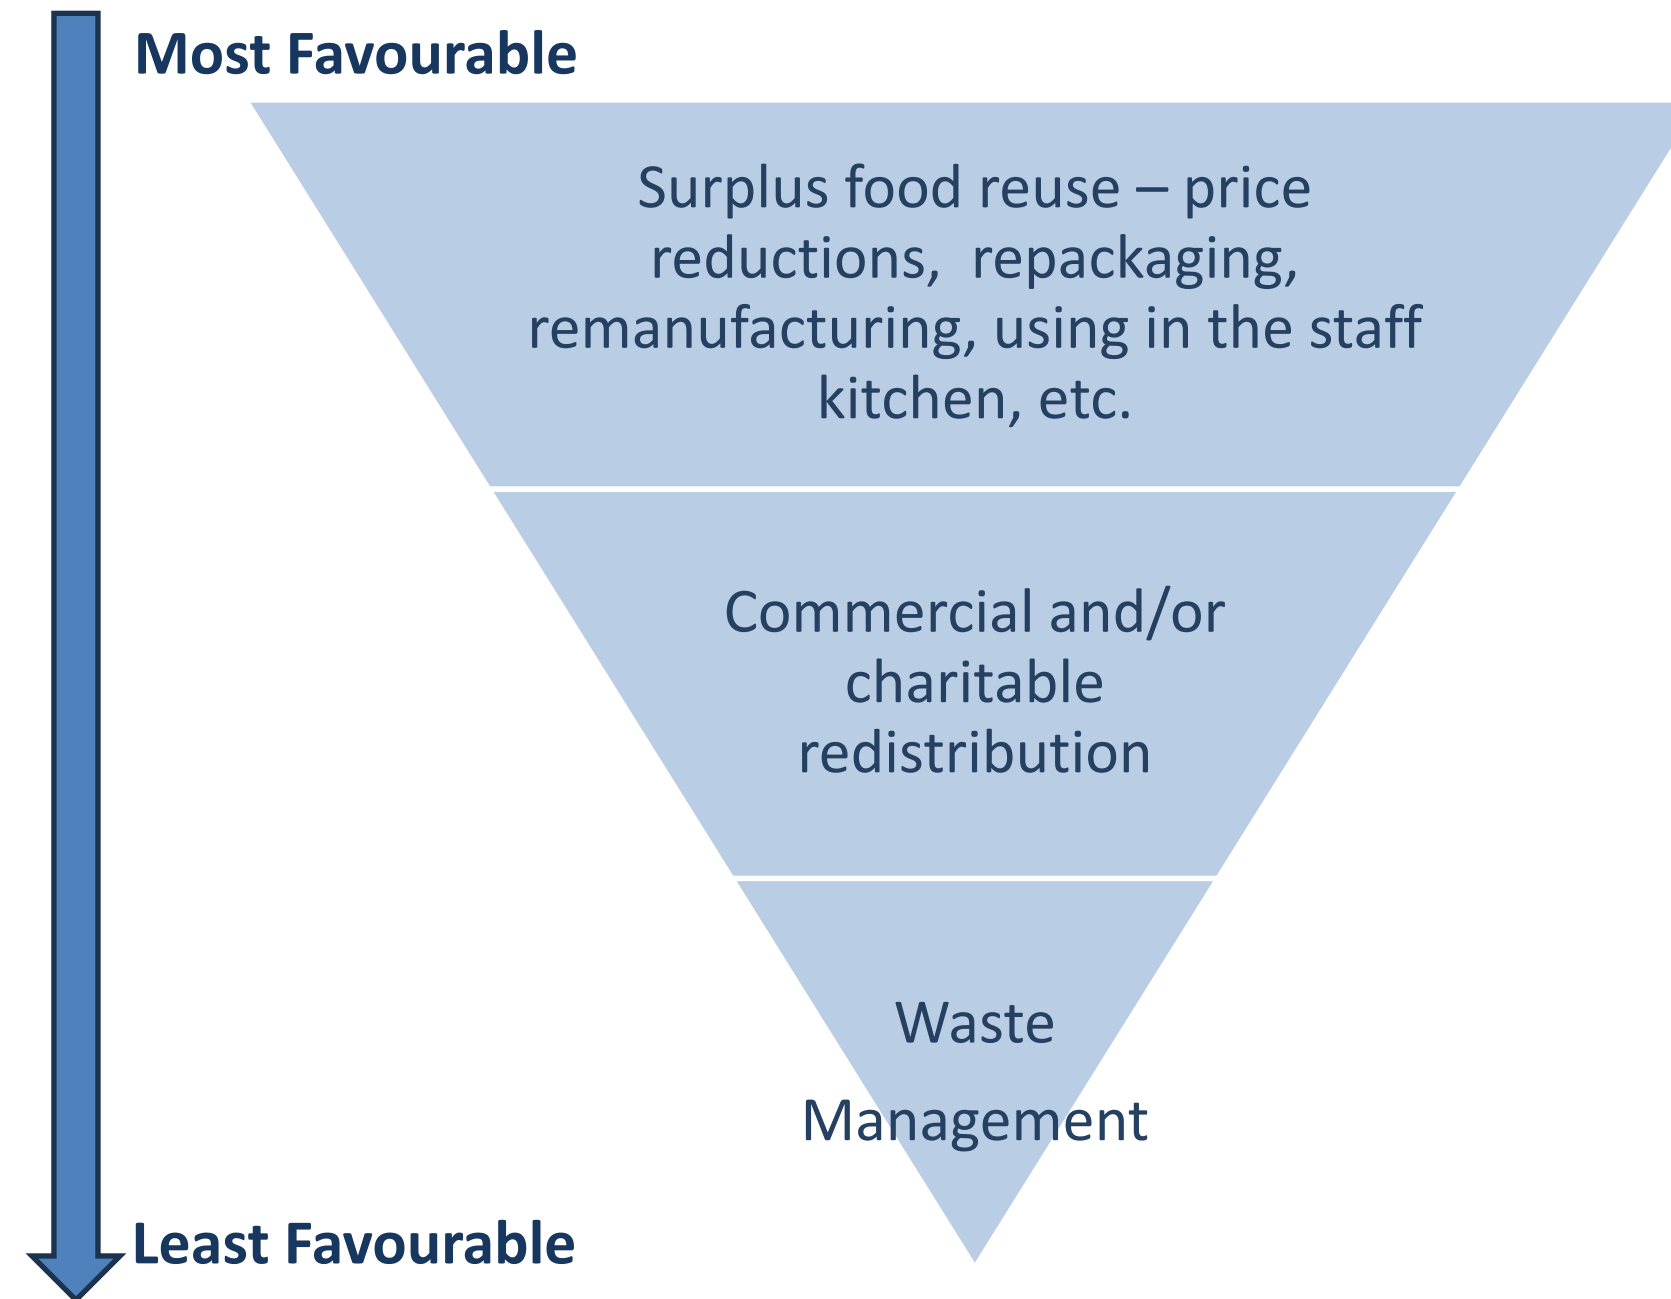 Most Favourable
Surplus food reuse – price
reductions,  repackaging,
remanufacturing, using in the staff
kitchen, etc.
Commercial and/or
charitable
redistribution
Waste
Management
Least Favourable